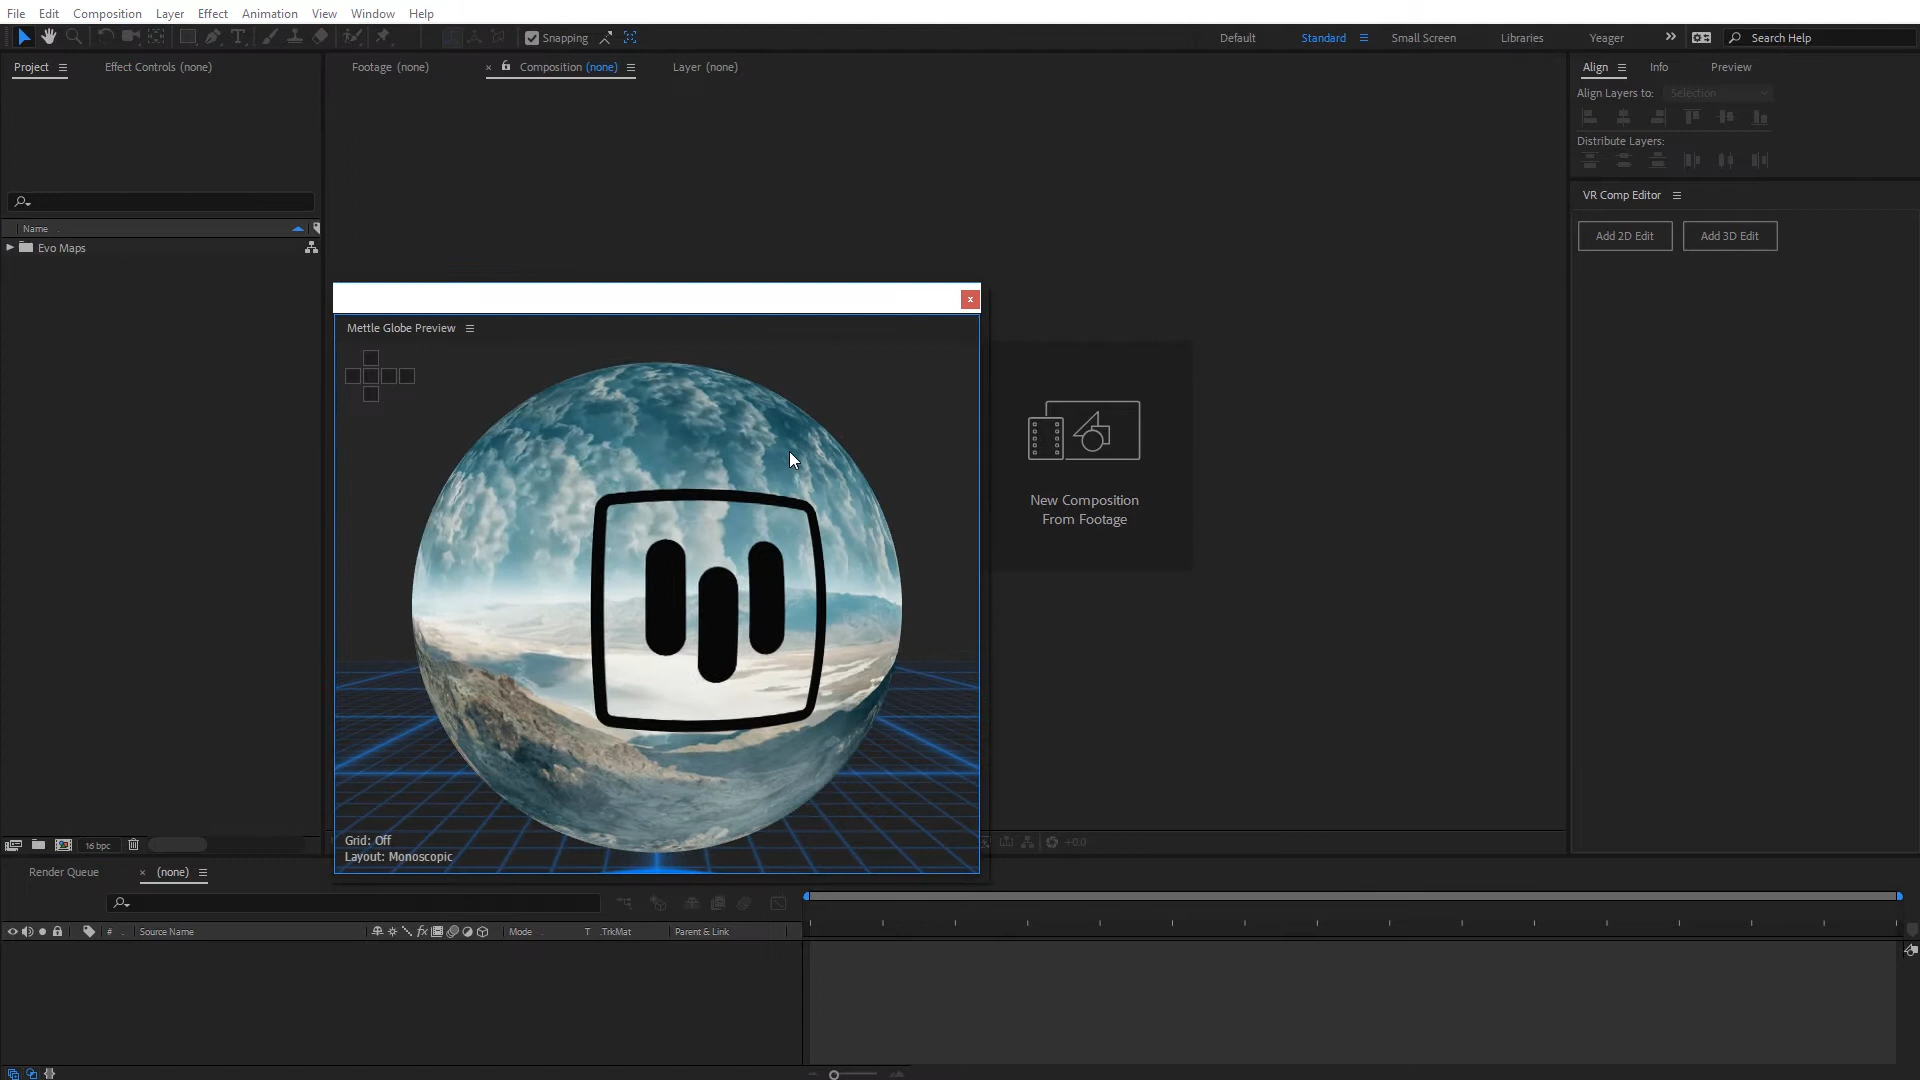 File Edit Composition Layer Effect Animation View Window Help
Snapping Default Standard Small Screen Libraries Yeager Search Help
Project Effect Controls (none) Footage (none) Composition (none) Layer (none) Align Info Preview
Align Layers to: Selection
Distribute Layers:
VR Comp Editor
Add 2D Edit Add 3D Edit
Name
Evo Maps
Mettle Globe Preview
New Composition
From Footage
Grid: Off
Layout: Monoscopic
16 bpc
+0.0
Render Queue (none)
# Source Name fx Mode T .TrkMat Parent & Link